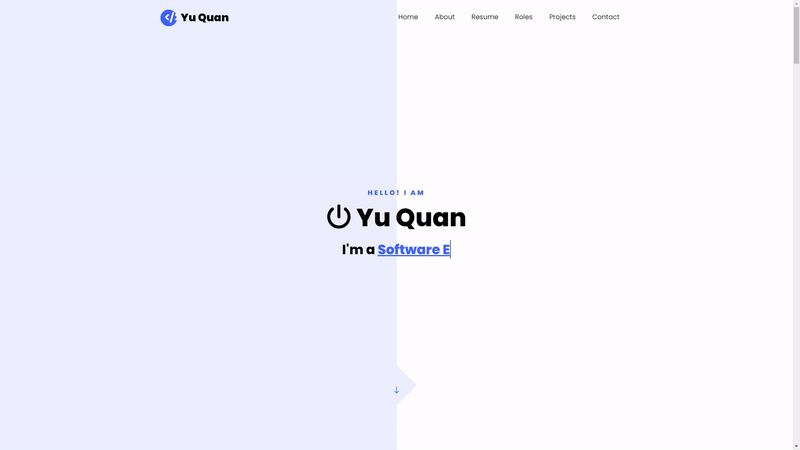 Yu Quan
Home About Resume Roles Projects Contact
HELLO! I AM
Yu Quan
I'm a Software E